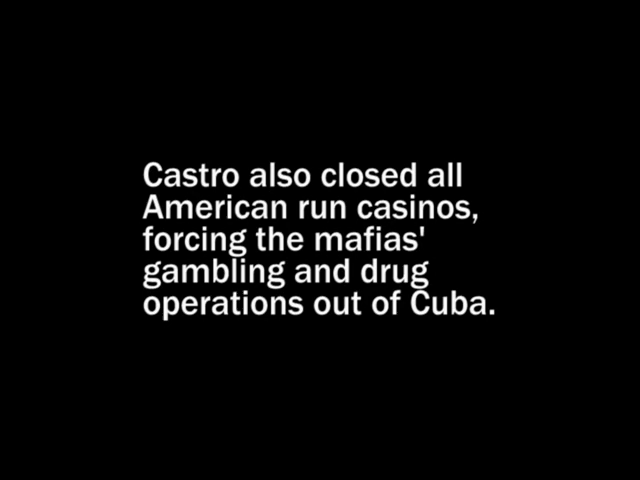 Castro also closed all
American run casinos,
forcing the mafias'
gambling and drug
operations out of Cuba.